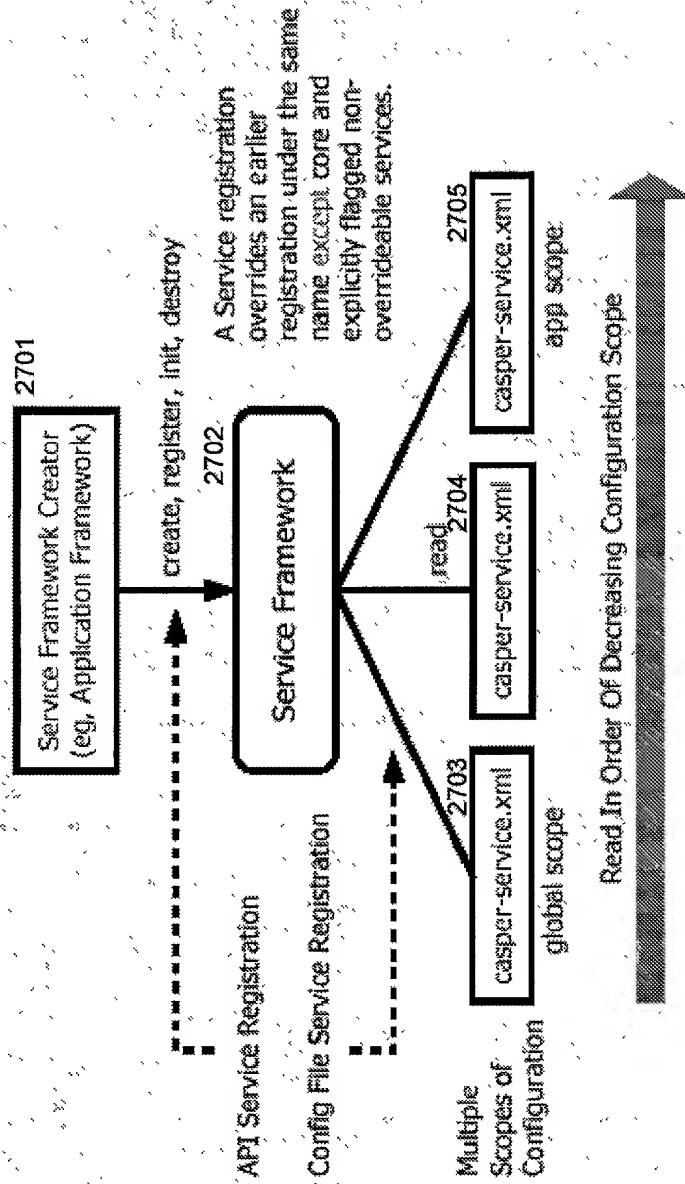 2701
Service Framework Creator
(eg, Application Framework)
create, register, init, destroy
2702
Service Framework
A Service registration
overrides an earlier
registration under the same
name except core and
explicitly flagged non-
overrideable services.
API Service Registration
Config File Service Registration
read
Multiple
Scopes of
Configuration
2703
casper-service.xml
global scope
2704
casper-service.xml
2705
casper-service.xml
app scope
Read In Order Of Decreasing Configuration Scope